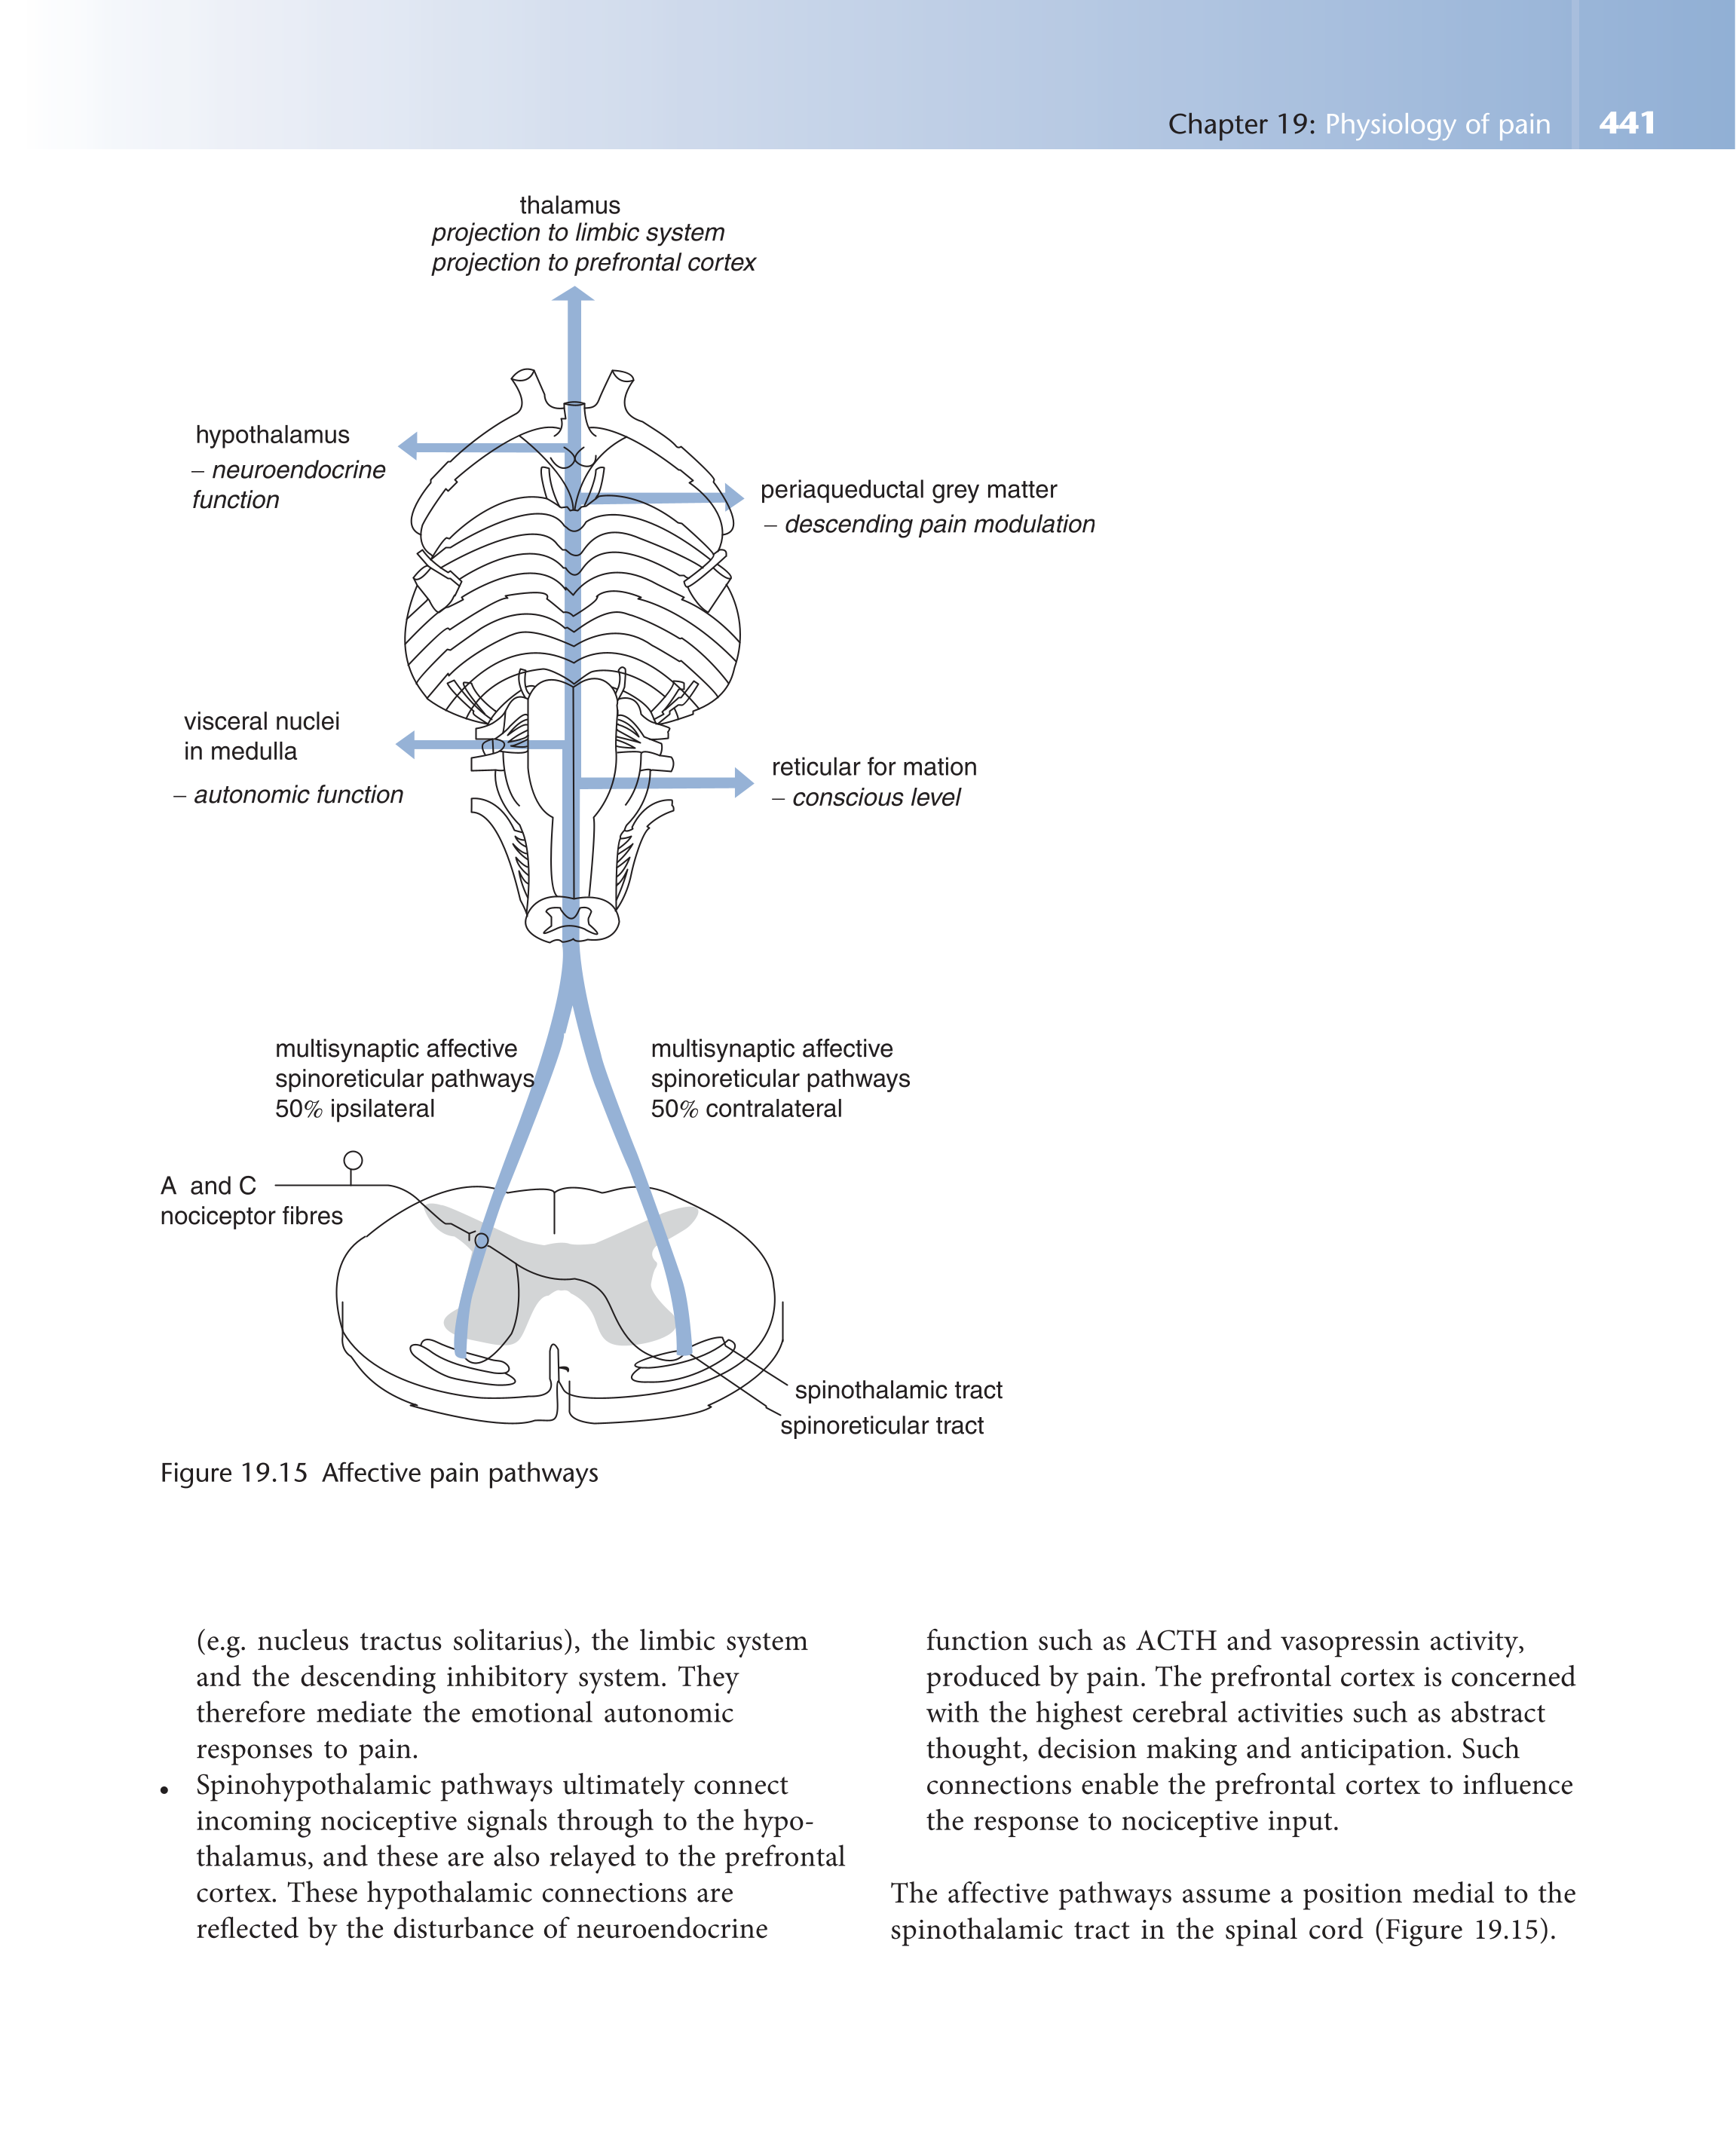 Chapter 19: Physiology of pain 441
thalamus
projection to limbic system
projection to prefrontal cortex
hypothalamus
– neuroendocrine
function
periaqueductal grey matter
– descending pain modulation
visceral nuclei
in medulla
– autonomic function
reticular for mation
– conscious level
multisynaptic affective
spinoreticular pathways
50% ipsilateral
multisynaptic affective
spinoreticular pathways
50% contralateral
A and C
nociceptor fibres
spinothalamic tract
spinoreticular tract
Figure 19.15 Affective pain pathways
(e.g. nucleus tractus solitarius), the limbic system
and the descending inhibitory system. They
therefore mediate the emotional autonomic
responses to pain.
• Spinohypothalamic pathways ultimately connect
incoming nociceptive signals through to the hypo-
thalamus, and these are also relayed to the prefrontal
cortex. These hypothalamic connections are
reflected by the disturbance of neuroendocrine
function such as ACTH and vasopressin activity,
produced by pain. The prefrontal cortex is concerned
with the highest cerebral activities such as abstract
thought, decision making and anticipation. Such
connections enable the prefrontal cortex to influence
the response to nociceptive input.
The affective pathways assume a position medial to the
spinothalamic tract in the spinal cord (Figure 19.15).